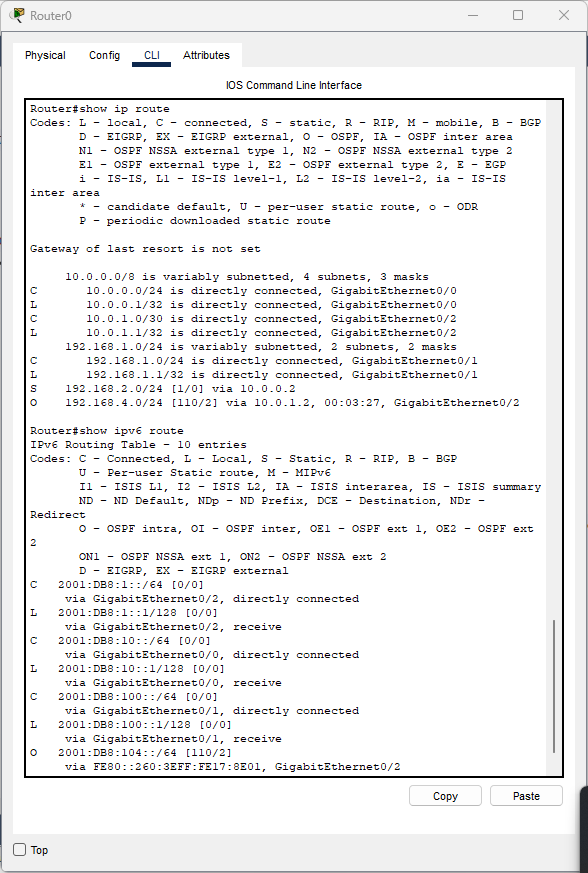 Router0
Physical Config CLI Attributes
IOS Command Line Interface
Router#show ip route
Codes: L - local, C - connected, S - static, R - RIP, M - mobile, B - BGP
D - EIGRP, EX - EIGRP external, O - OSPF, IA - OSPF inter area
N1 - OSPF NSSA external type 1, N2 - OSPF NSSA external type 2
E1 - OSPF external type 1, E2 - OSPF external type 2, E - EGP
i - IS-IS, L1 - IS-IS level-1, L2 - IS-IS level-2, ia - IS-IS
inter area
* - candidate default, U - per-user static route, o - ODR
P - periodic downloaded static route
Gateway of last resort is not set
10.0.0.0/8 is variably subnetted, 4 subnets, 3 masks
C 10.0.0.0/24 is directly connected, GigabitEthernet0/0
L 10.0.0.1/32 is directly connected, GigabitEthernet0/0
C 10.0.1.0/30 is directly connected, GigabitEthernet0/2
L 10.0.1.1/32 is directly connected, GigabitEthernet0/2
192.168.1.0/24 is variably subnetted, 2 subnets, 2 masks
C 192.168.1.0/24 is directly connected, GigabitEthernet0/1
L 192.168.1.1/32 is directly connected, GigabitEthernet0/1
S 192.168.2.0/24 [1/0] via 10.0.0.2
O 192.168.4.0/24 [110/2] via 10.0.1.2, 00:03:27, GigabitEthernet0/2
Router#show ipv6 route
IPv6 Routing Table - 10 entries
Codes: C - Connected, L - Local, S - Static, R - RIP, B - BGP
U - Per-user Static route, M - MIPv6
I1 - ISIS L1, I2 - ISIS L2, IA - ISIS interarea, IS - ISIS summary
ND - ND Default, NDp - ND Prefix, DCE - Destination, NDr -
Redirect
O - OSPF intra, OI - OSPF inter, OE1 - OSPF ext 1, OE2 - OSPF ext
2
ON1 - OSPF NSSA ext 1, ON2 - OSPF NSSA ext 2
D - EIGRP, EX - EIGRP external
C 2001:DB8:1::/64 [0/0]
via GigabitEthernet0/2, directly connected
L 2001:DB8:1::1/128 [0/0]
via GigabitEthernet0/2, receive
C 2001:DB8:10::/64 [0/0]
via GigabitEthernet0/0, directly connected
L 2001:DB8:10::1/128 [0/0]
via GigabitEthernet0/0, receive
C 2001:DB8:100::/64 [0/0]
via GigabitEthernet0/1, directly connected
L 2001:DB8:100::1/128 [0/0]
via GigabitEthernet0/1, receive
O 2001:DB8:104::/64 [110/2]
via FE80::260:3EFF:FE17:8E01, GigabitEthernet0/2
Copy Paste
Top